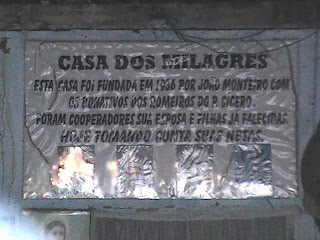 CASA DOS MILAGRES
ESTA CASA FOI FUNDADA EM 1936 POR JOÃO MONTEIRO COM
OS DONATIVOS DOS ROMEIROS DO P. CICERO.
FORAM COOPERADORES SUA ESPOSA E FILHAS JA FALECIDAS.
HOJE TOMANDO CONTA SUAS NETAS.